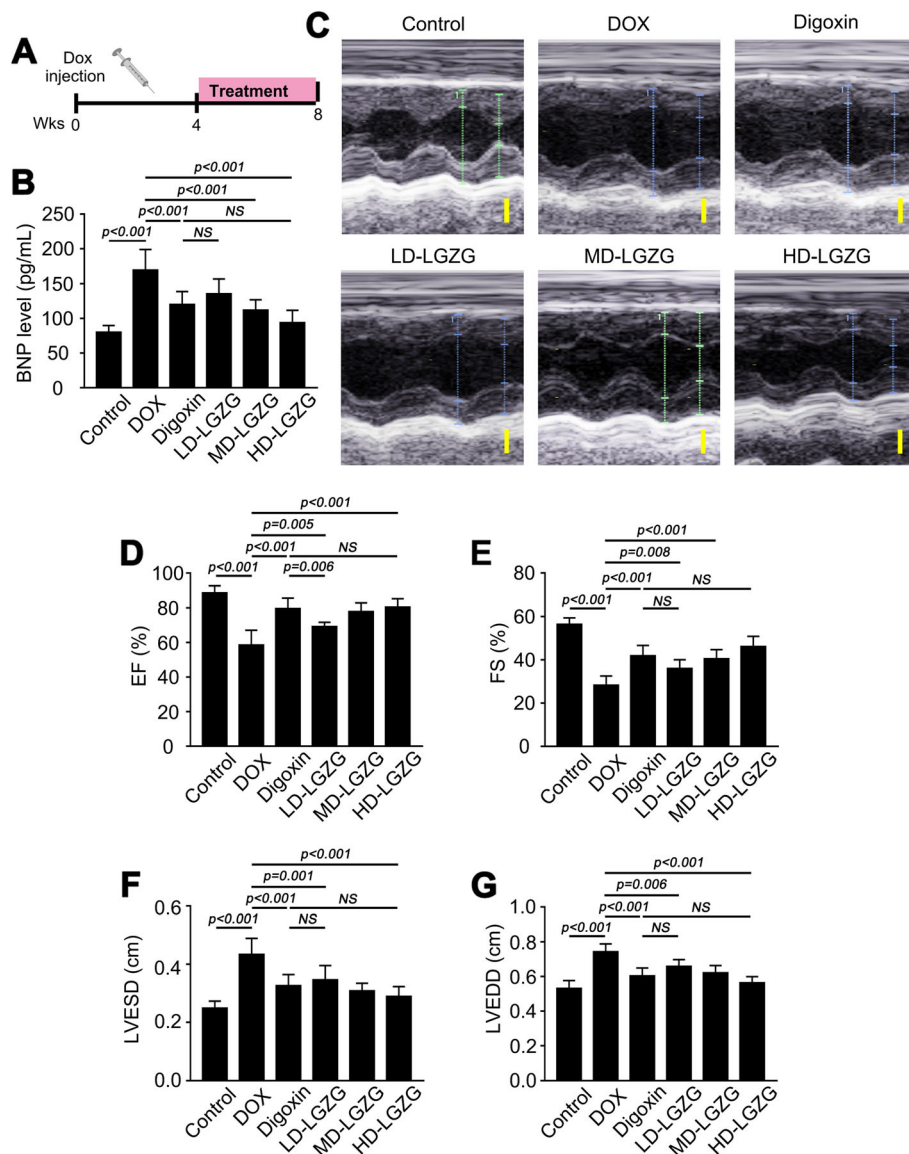 A
Dox
injection
Treatment
Wks 0 4 8
B
p<0.001
p<0.001
p<0.001 NS
p<0.001 NS
BNP level (pg/mL)
250
200
150
100
50
0
Control DOX Digoxin LD-LGZG MD-LGZG HD-LGZG
C
Control DOX Digoxin
1 1 1
LD-LGZG MD-LGZG HD-LGZG
1 1 1
D
p<0.001
p=0.005
p<0.001 NS
p<0.001 p=0.006
EF (%)
100
80
60
40
20
0
Control DOX Digoxin LD-LGZG MD-LGZG HD-LGZG
E
p<0.001
p=0.008
p<0.001 NS
p<0.001 NS
FS (%)
80
60
40
20
0
Control DOX Digoxin LD-LGZG MD-LGZG HD-LGZG
F
p<0.001
p=0.001
p<0.001 NS
p<0.001 NS
LVESD (cm)
0.6
0.4
0.2
0.0
Control DOX Digoxin LD-LGZG MD-LGZG HD-LGZG
G
p<0.001
p=0.006
p<0.001 NS
p<0.001 NS
LVEDD (cm)
1.0
0.8
0.6
0.4
0.2
0.0
Control DOX Digoxin LD-LGZG MD-LGZG HD-LGZG